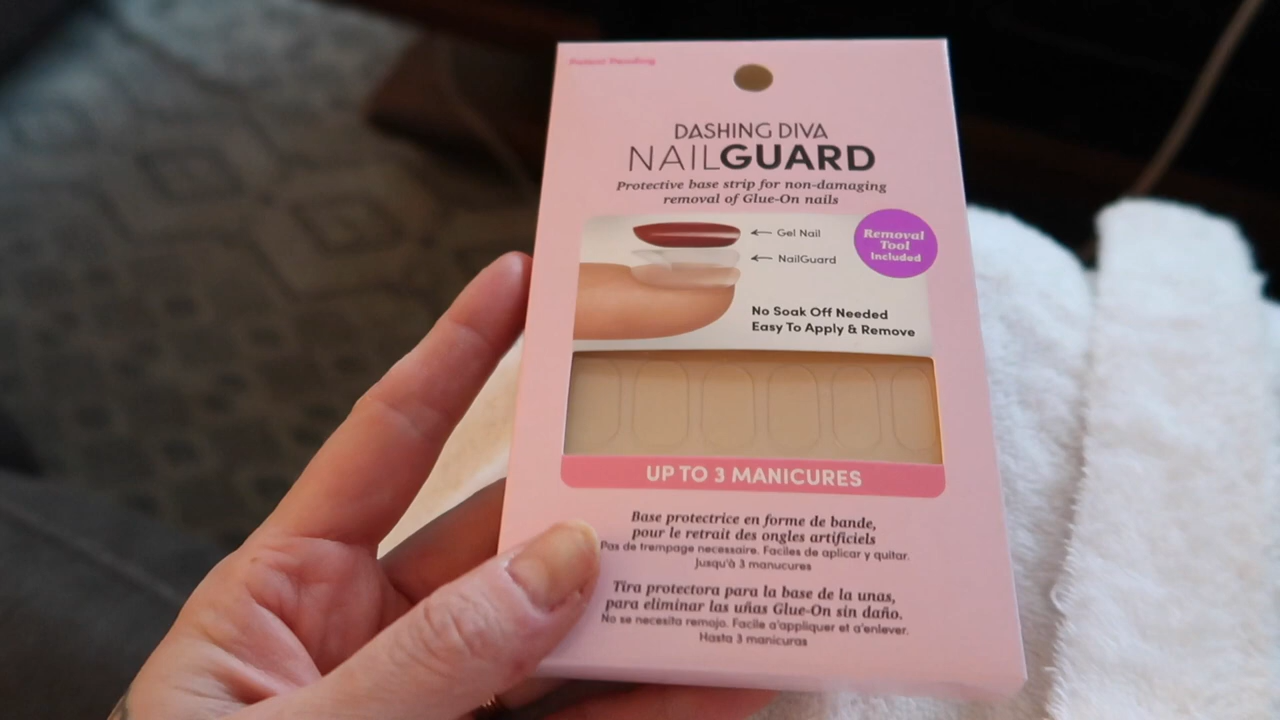 Patent Pending
DASHING DIVA
NAILGUARD
Protective base strip for non-damaging
removal of Glue-On nails
Gel Nail
NailGuard
Removal
Tool
Included
No Soak Off Needed
Easy To Apply & Remove
UP TO 3 MANICURES
Base protectrice en forme de bande,
pour le retrait des ongles artificiels
Pas de trempage necessaire. Faciles de aplicar y quitar.
Jusqu'à 3 manucures
Tira protectora para la base de la unas,
para eliminar las uñas Glue-On sin daño.
No se necesita remojo. Facile a'appliquer et a'enlever.
Hasta 3 manicuras